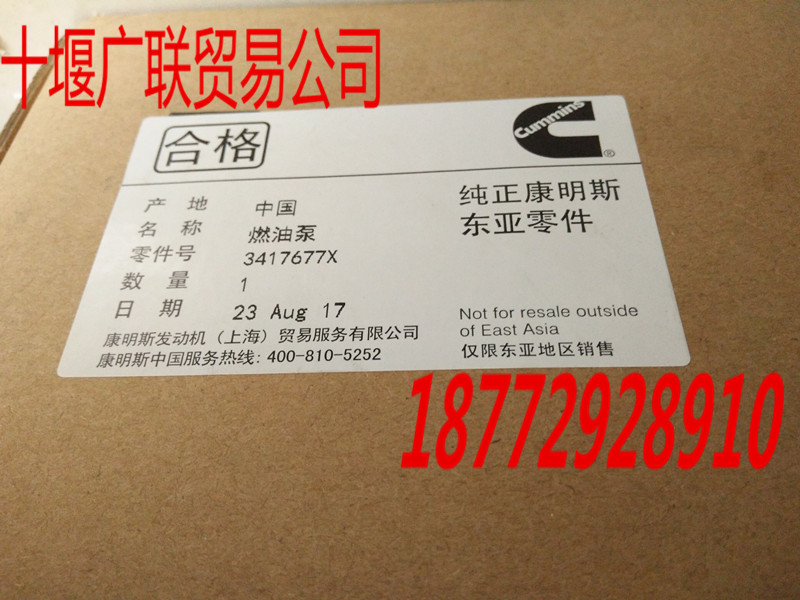 十堰广联贸易公司
合格
Cummins
®
产地 中国
名称 燃油泵
零件号 3417677X
数量 1
日期 23 Aug 17
康明斯发动机（上海）贸易服务有限公司
康明斯中国服务热线: 400-810-5252
纯正康明斯
东亚零件
Not for resale outside
of East Asia
仅限东亚地区销售
18772928910